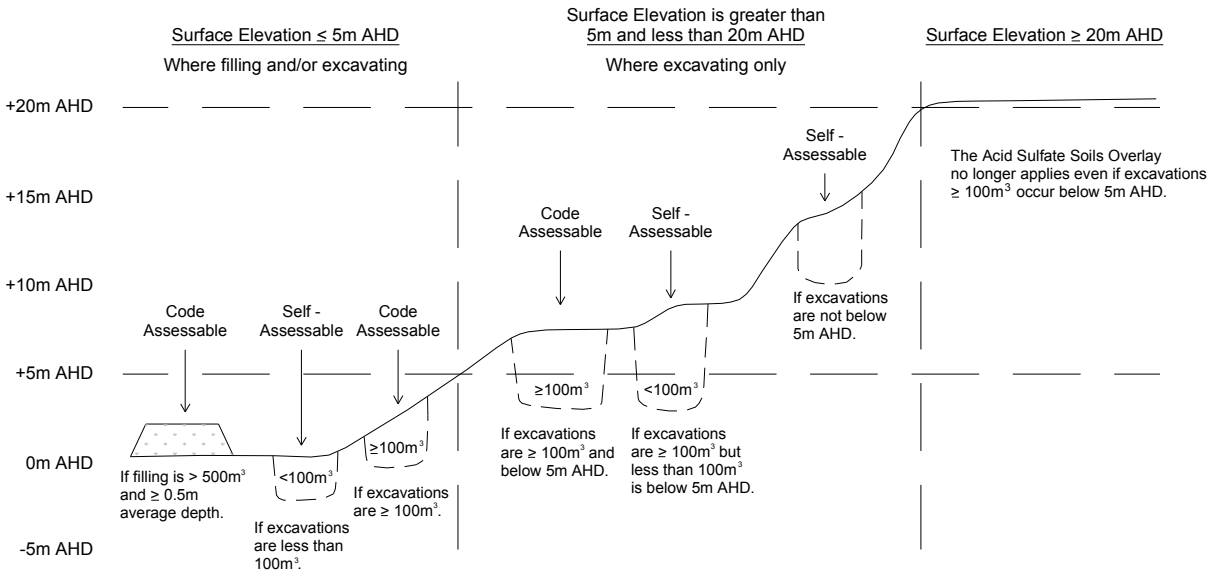 Surface Elevation ≤ 5m AHD
Where filling and/or excavating
Surface Elevation is greater than
5m and less than 20m AHD
Where excavating only
Surface Elevation ≥ 20m AHD
+20m AHD
+15m AHD
+10m AHD
+5m AHD
0m AHD
-5m AHD
Code
Assessable
Self -
Assessable
Code
Assessable
Code
Assessable
Self -
Assessable
Self -
Assessable
The Acid Sulfate Soils Overlay
no longer applies even if excavations
≥ 100m³ occur below 5m AHD.
If filling is > 500m³
and ≥ 0.5m
average depth.
<100m³
If excavations
are less than
100m³.
≥100m³
If excavations
are ≥ 100m³.
≥100m³
If excavations
are ≥ 100m³ and
below 5m AHD.
<100m³
If excavations
are ≥ 100m³ but
less than 100m³
is below 5m AHD.
If excavations
are not below
5m AHD.